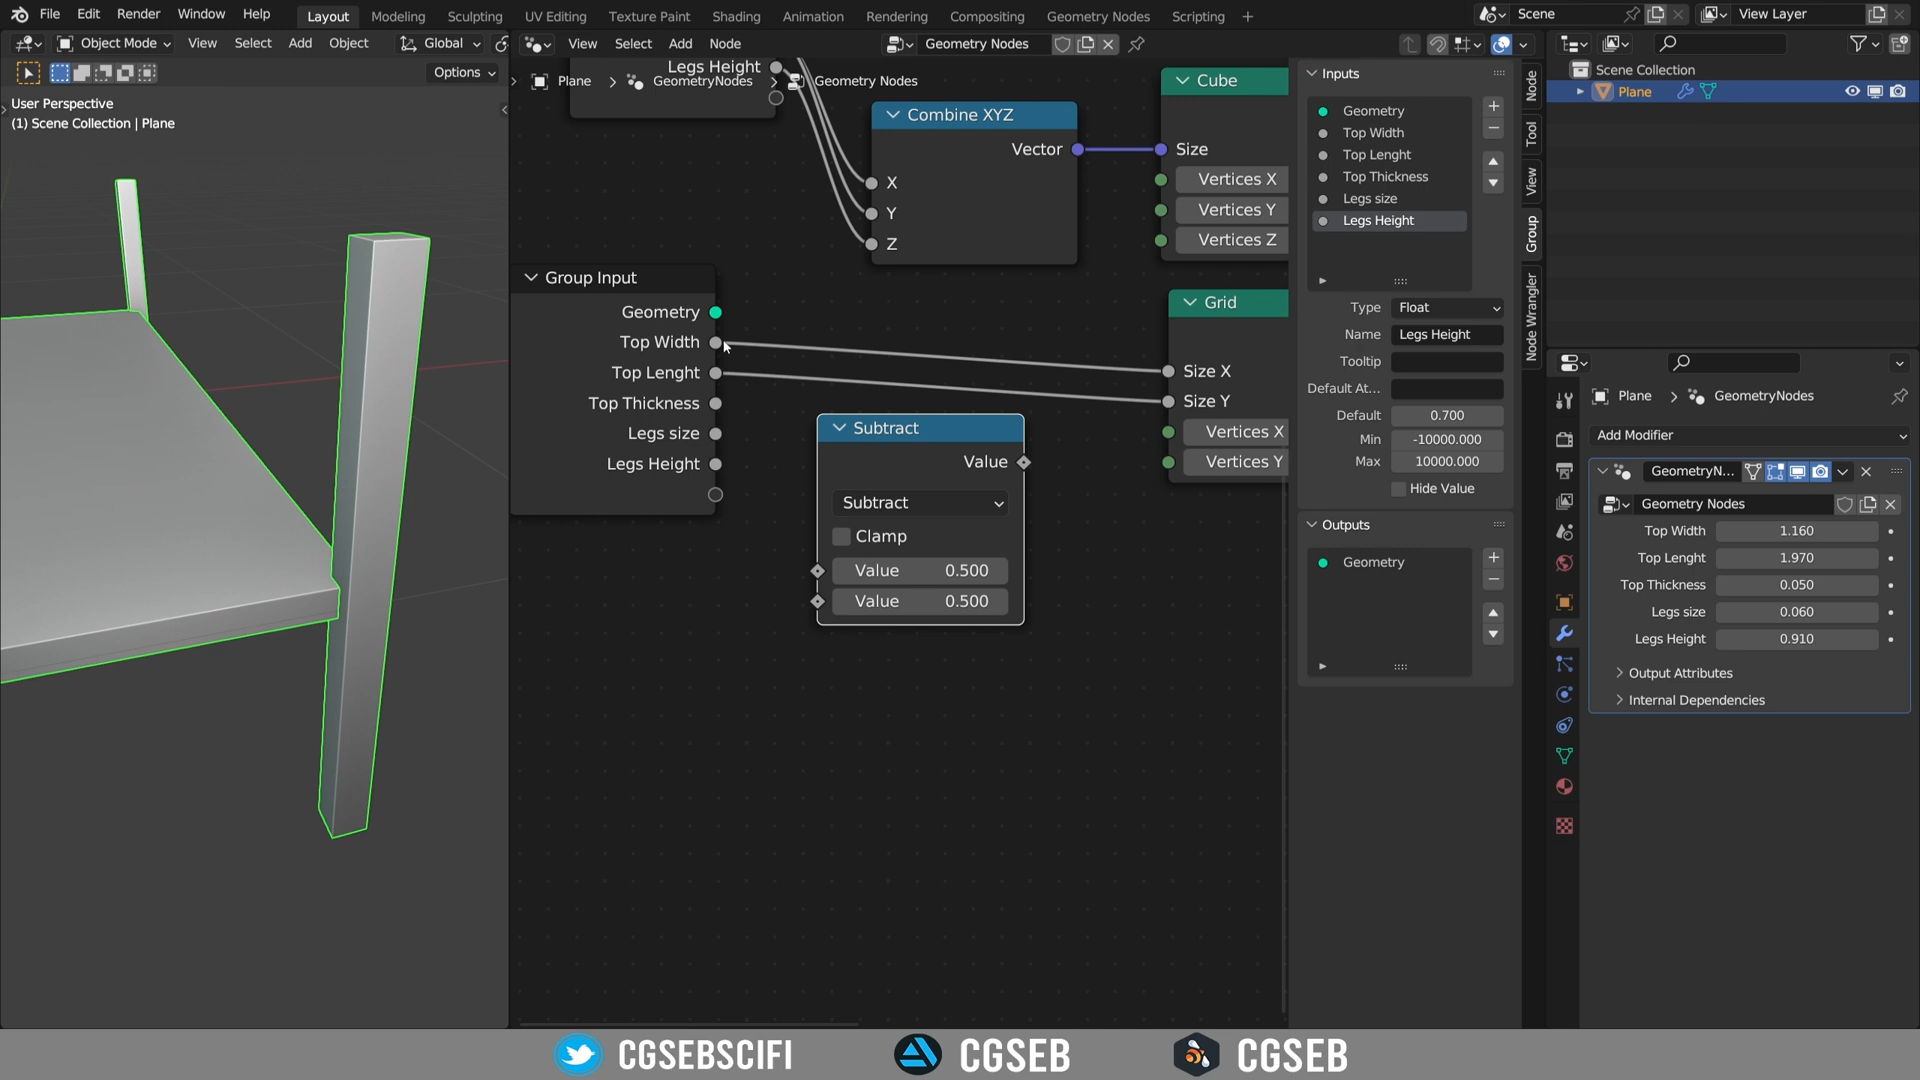 File Edit Render Window Help Layout Modeling Sculpting UV Editing Texture Paint Shading Animation Rendering Compositing Geometry Nodes Scripting + Scene View Layer
Object Mode View Select Add Object Global
View Select Add Node Geometry Nodes
Options
User Perspective
(1) Scene Collection | Plane
Legs Height
Plane > GeometryNodes > Geometry Nodes
Combine XYZ
Vector
X
Y
Z
Cube
Size
Vertices X
Vertices Y
Vertices Z
Group Input
Geometry
Top Width
Top Lenght
Top Thickness
Legs size
Legs Height
Grid
Size X
Size Y
Vertices X
Vertices Y
Subtract
Value
Subtract
Clamp
Value 0.500
Value 0.500
Inputs
Geometry
Top Width
Top Lenght
Top Thickness
Legs size
Legs Height
Type Float
Name Legs Height
Tooltip
Default At...
Default 0.700
Min -10000.000
Max 10000.000
Hide Value
Outputs
Geometry
Node
Tool
View
Group
Node Wrangler
Scene Collection
Plane
Plane > GeometryNodes
Add Modifier
GeometryN...
Geometry Nodes
Top Width 1.160
Top Lenght 1.970
Top Thickness 0.050
Legs size 0.060
Legs Height 0.910
Output Attributes
Internal Dependencies
CGSEBSCIFI CGSEB CGSEB